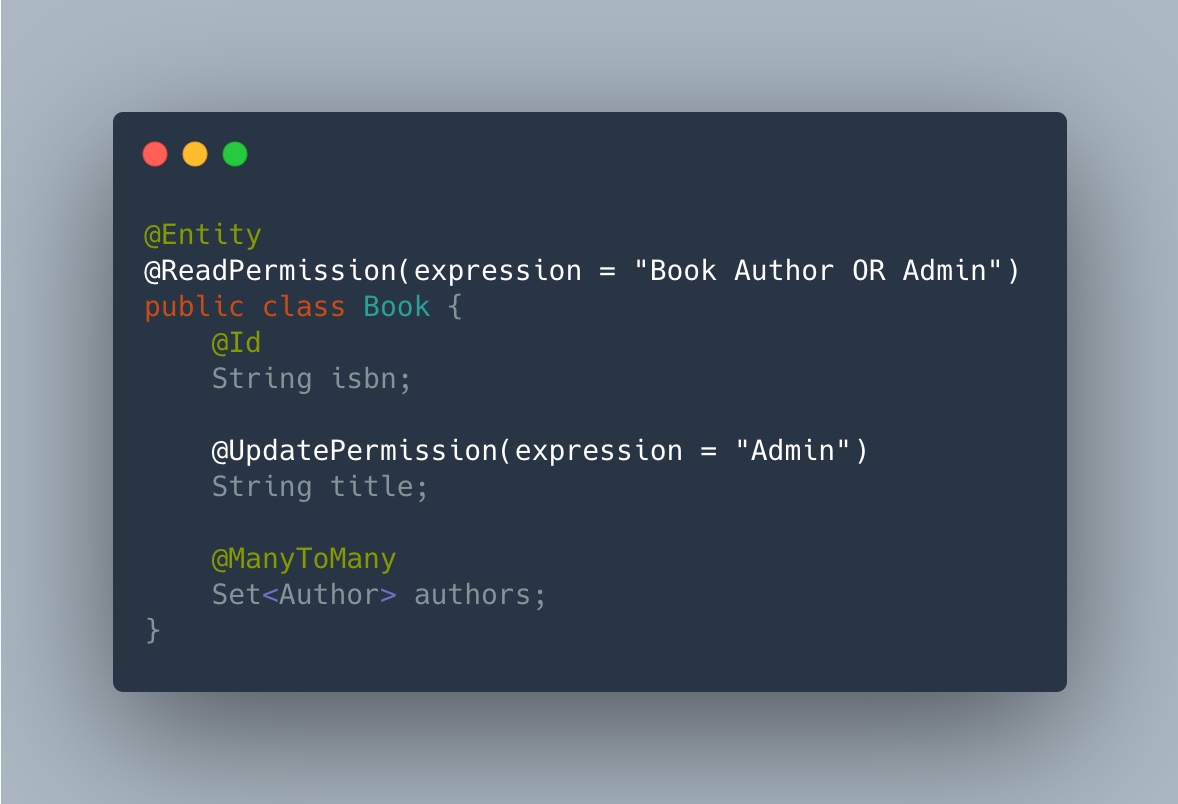 @Entity
@ReadPermission(expression = "Book Author OR Admin")
public class Book {
    @Id
    String isbn;

    @UpdatePermission(expression = "Admin")
    String title;

    @ManyToMany
    Set<Author> authors;
}